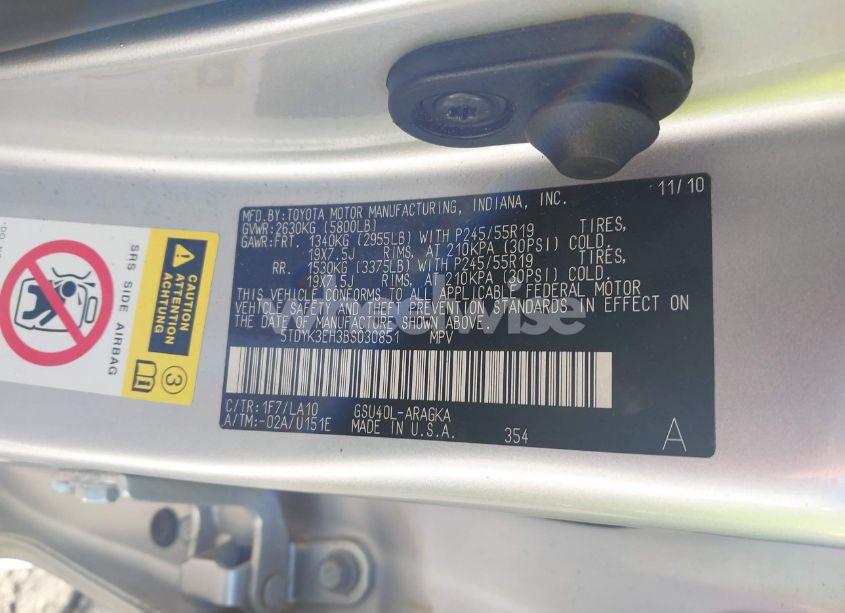 11/10
MFD.BY:TOYOTA MOTOR MANUFACTURING, INDIANA, INC.
GVWR:2630KG (5800LB)
GAWR:FRT. 1340KG (2955LB) WITH P245/55R19 TIRES,
19X7.5J RIMS, AT 210KPA (30PSI) COLD.
RR. 1530KG (3375LB) WITH P245/55R19 TIRES,
19X7.5J RIMS, AT 210KPA (30PSI) COLD.
THIS VEHICLE CONFORMS TO ALL APPLICABLE FEDERAL MOTOR
VEHICLE SAFETY AND THEFT PREVENTION STANDARDS IN EFFECT ON
THE DATE OF MANUFACTURE SHOWN ABOVE.
5TDYK3EH3BS030851 MPV
C/TR:1F7/LA10 GSU40L-ARAGKA
A/TM:-02A/U151E MADE IN U.S.A. 354
A
wheelwise
SRS SIDE AIRBAG
CAUTION
ATTENTION
ACHTUNG
3